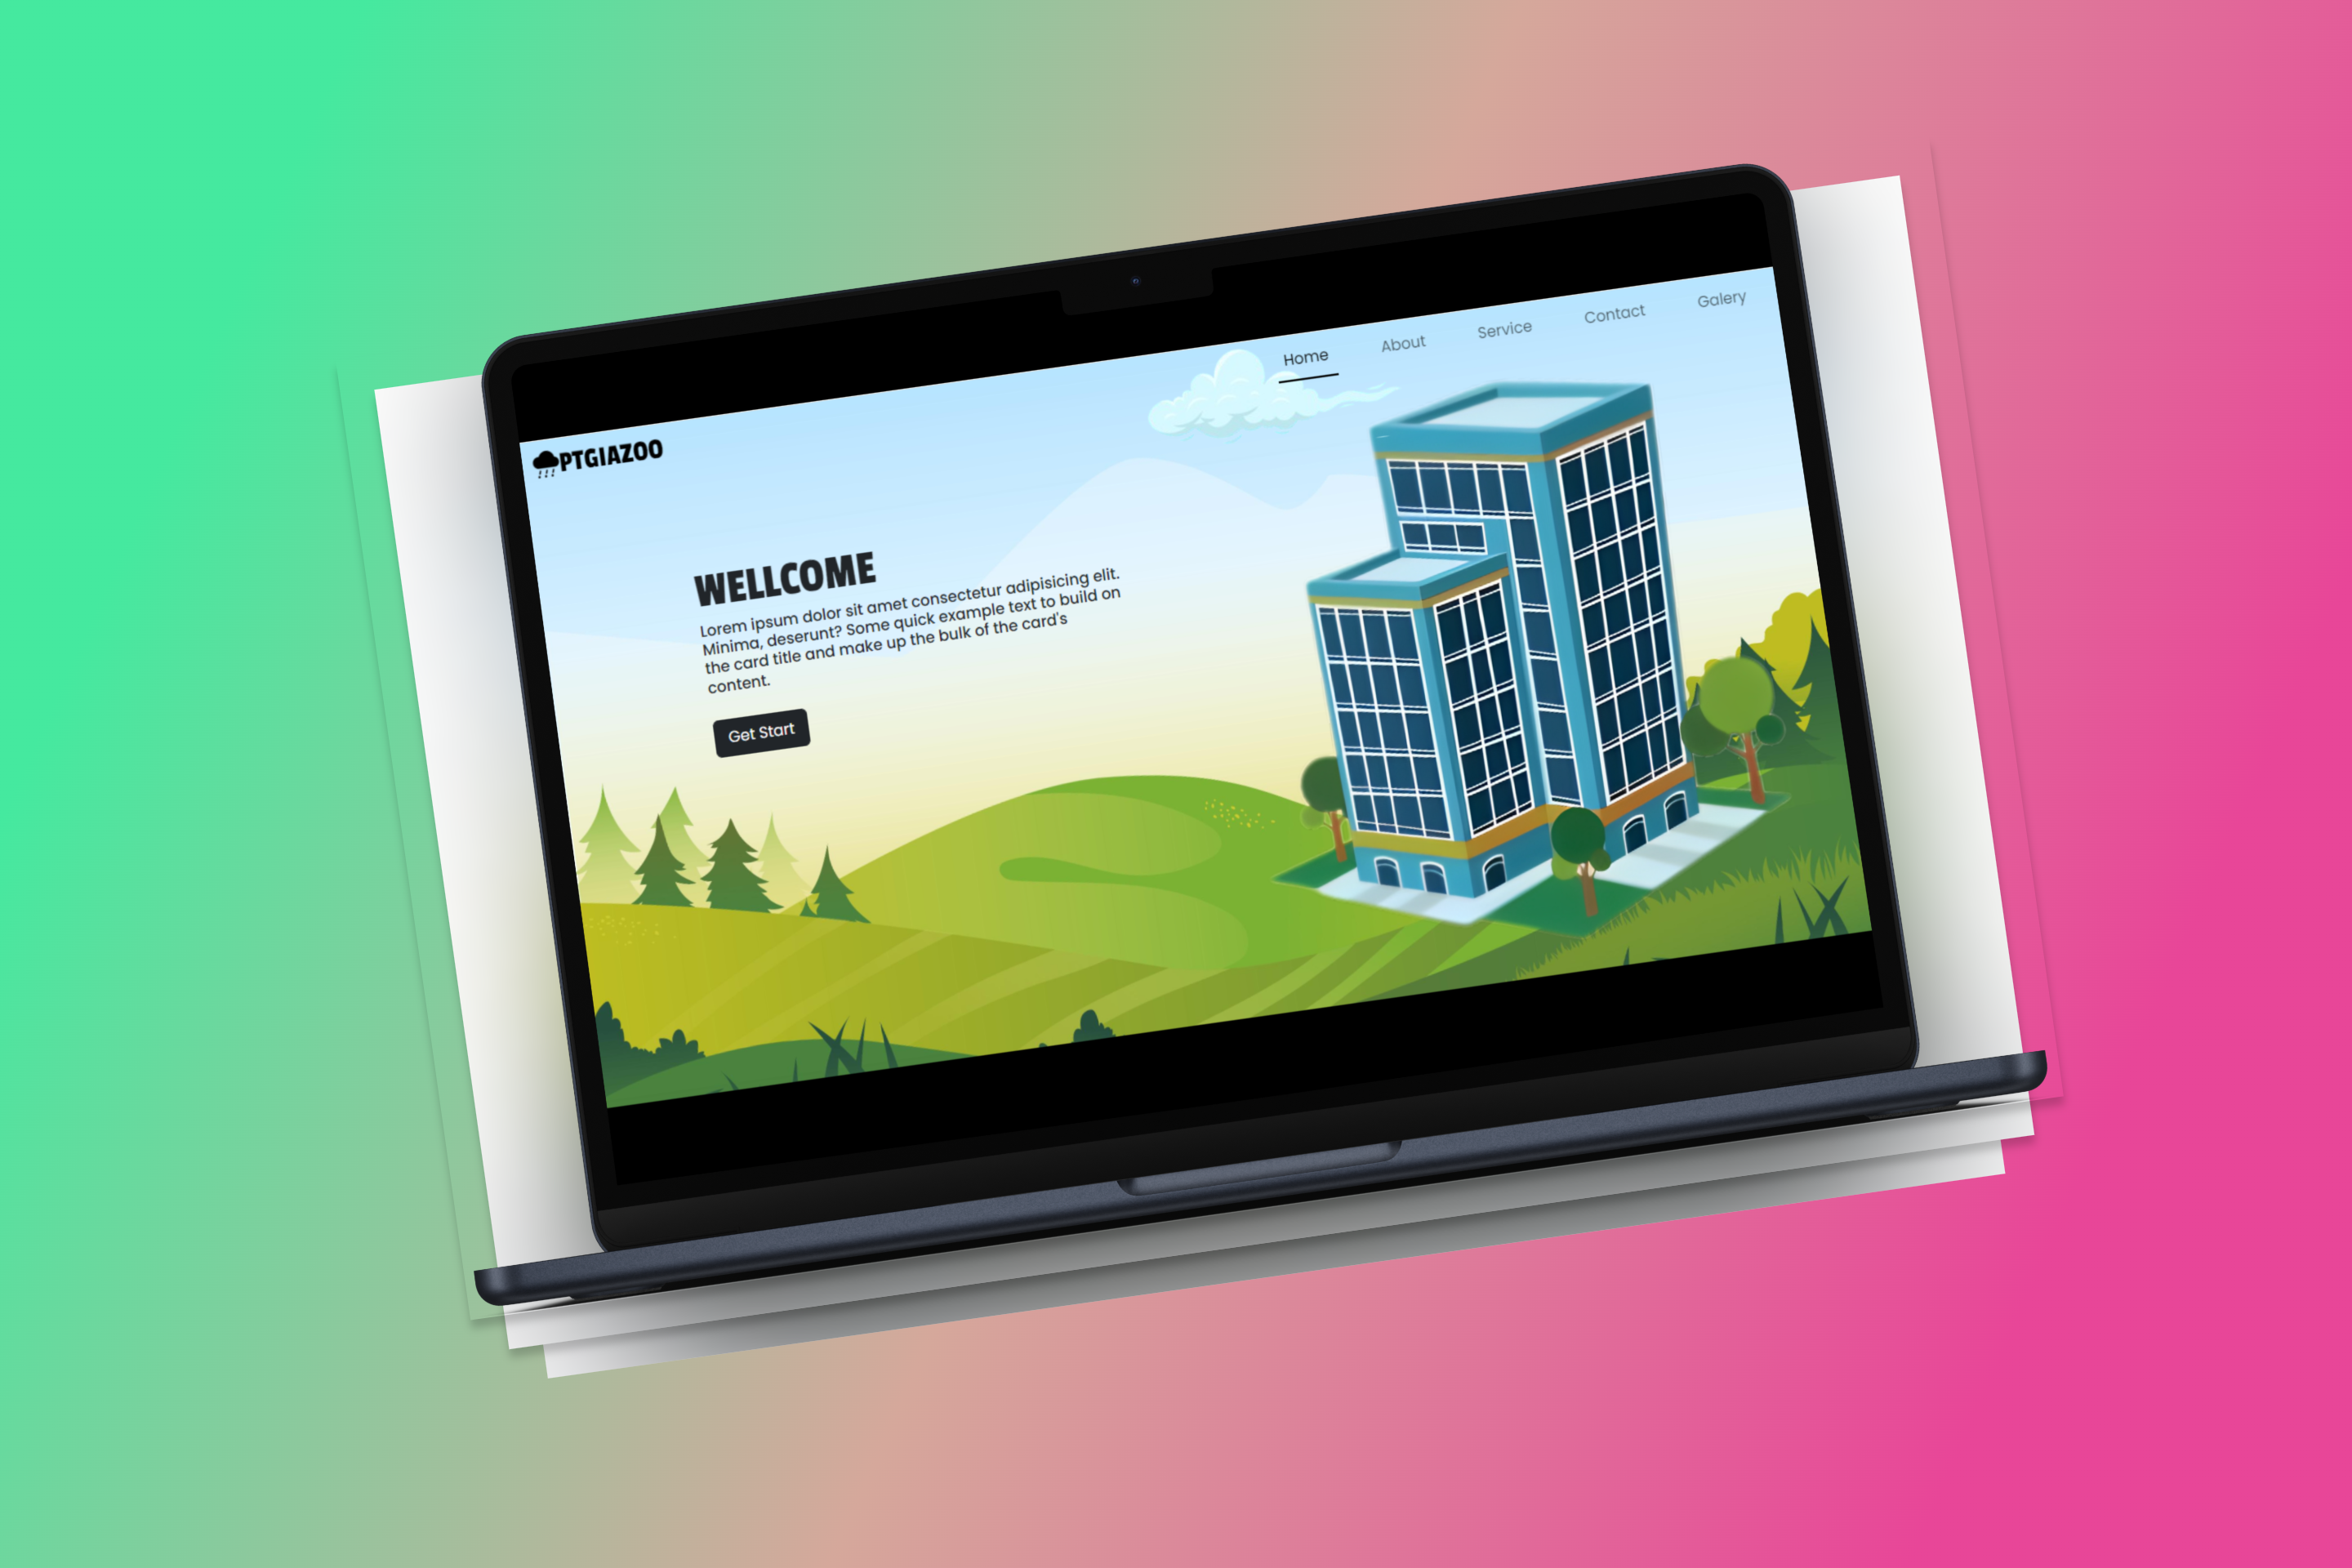 Home About Service Contact Galery
PTGIAZOO
WELLCOME
Lorem ipsum dolor sit amet consectetur adipisicing elit.
Minima, deserunt? Some quick example text to build on
the card title and make up the bulk of the card's
content.
Get Start